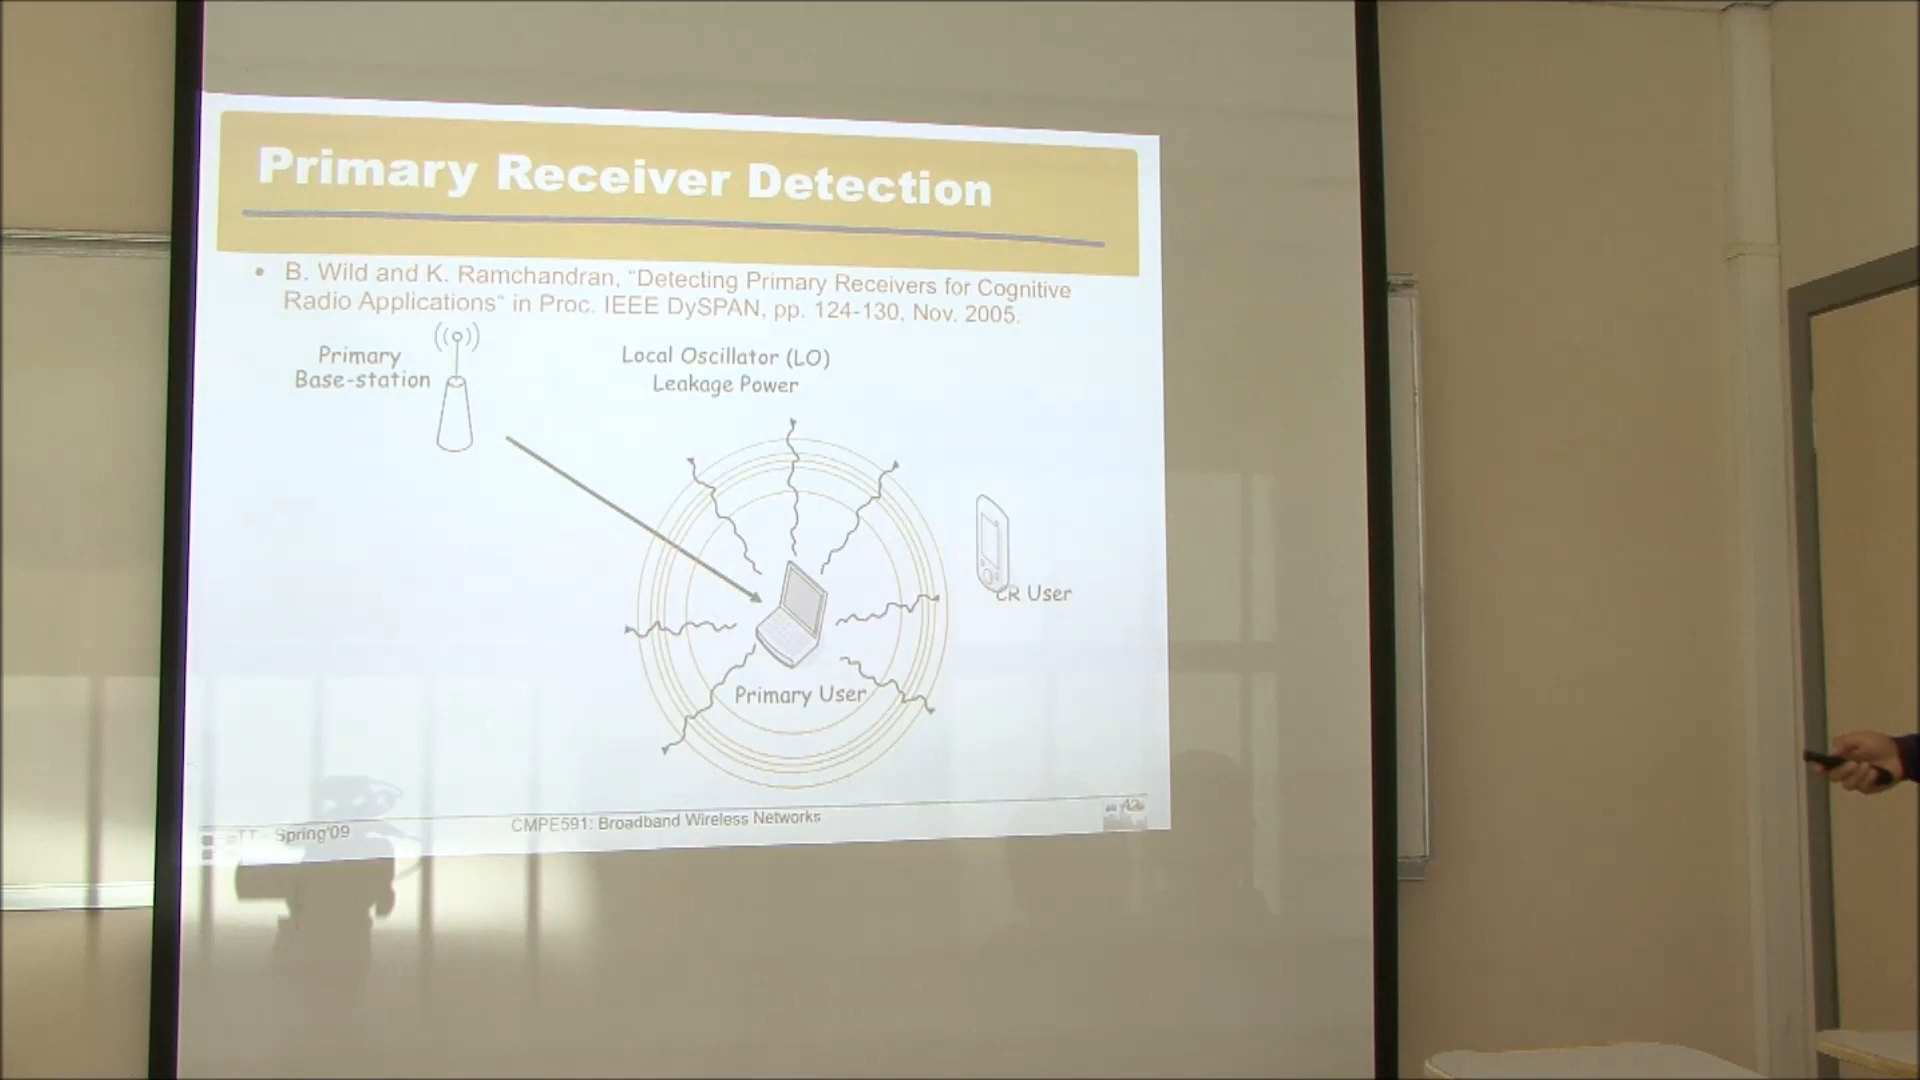 Primary Receiver Detection
• B. Wild and K. Ramchandran, "Detecting Primary Receivers for Cognitive
Radio Applications" in Proc. IEEE DySPAN, pp. 124-130, Nov. 2005.
Primary
Base-station
Local Oscillator (LO)
Leakage Power
CR User
Primary User
TT - Spring'09
CMPE591: Broadband Wireless Networks